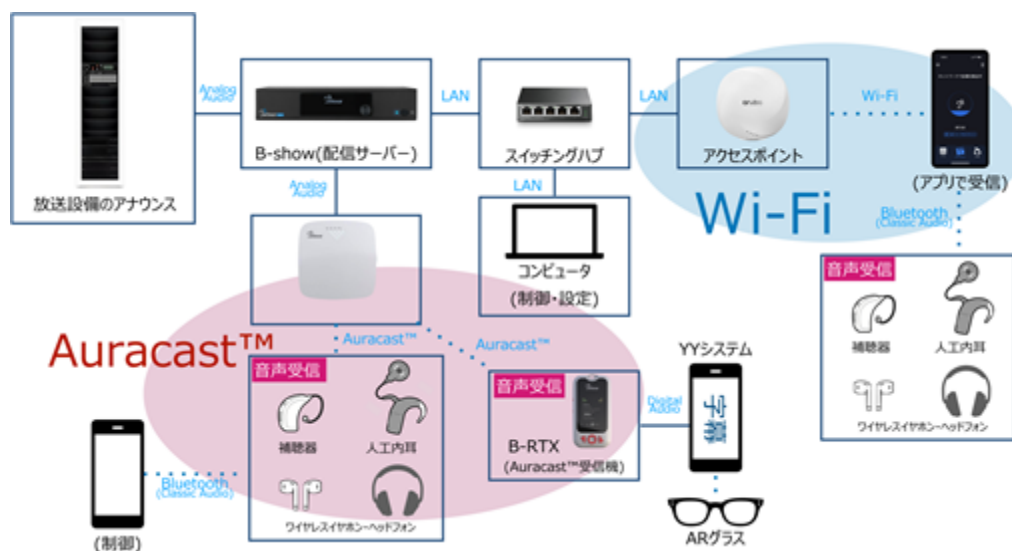 放送設備のアナウンス
Analog
Audio
B-show(配信サーバー)
LAN
スイッチングハブ
LAN
アクセスポイント
Wi-Fi
(アプリで受信)
Analog
Audio
LAN
Wi-Fi
Bluetooth
(Classic Audio)
コンピュータ
(制御・設定)
音声受信
補聴器
人工内耳
ワイヤレスイヤホン・ヘッドフォン
Auracast™
Auracast™
Auracast™
音声受信
補聴器
人工内耳
ワイヤレスイヤホン・ヘッドフォン
音声受信
B-RTX
(Auracast™受信機)
Digital
Audio
YYシステム
字幕
ARグラス
Bluetooth
(Classic Audio)
(制御)